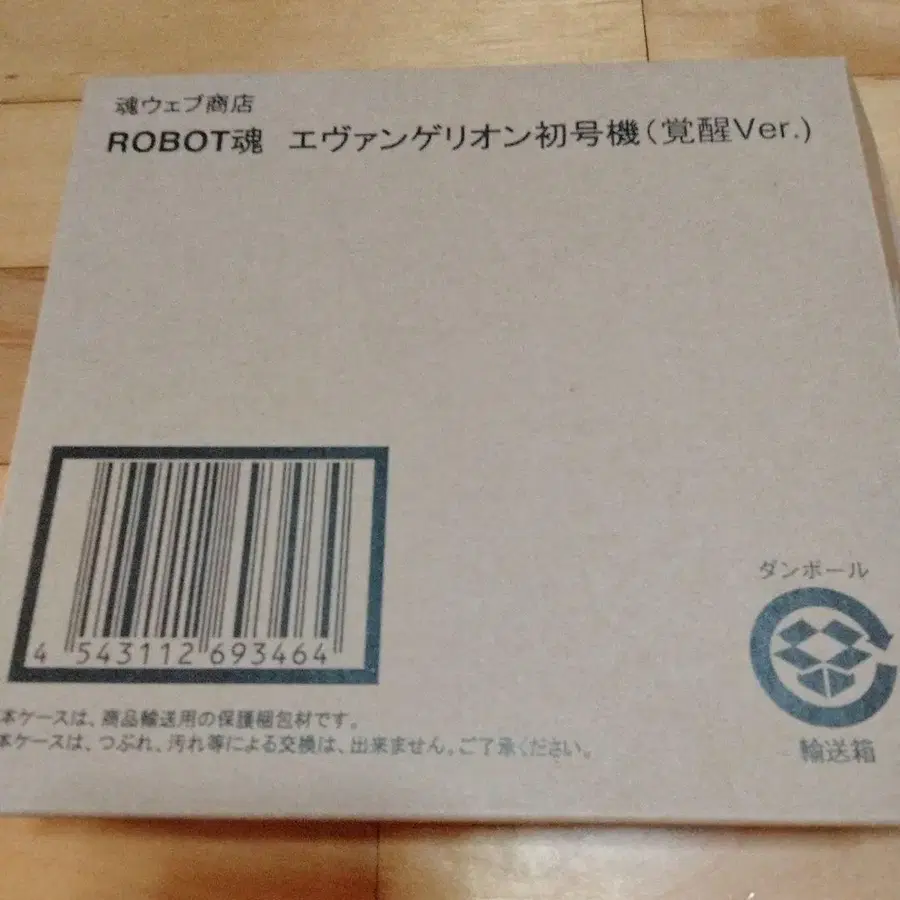 魂ウェブ商店
ROBOT魂 エヴァンゲリオン初号機(覚醒Ver.)
4 543112 693464
ダンボール
輸送箱
本ケースは、商品輸送用の保護梱包材です。
本ケースは、つぶれ、汚れ等による交換は、出来ません。ご了承ください。